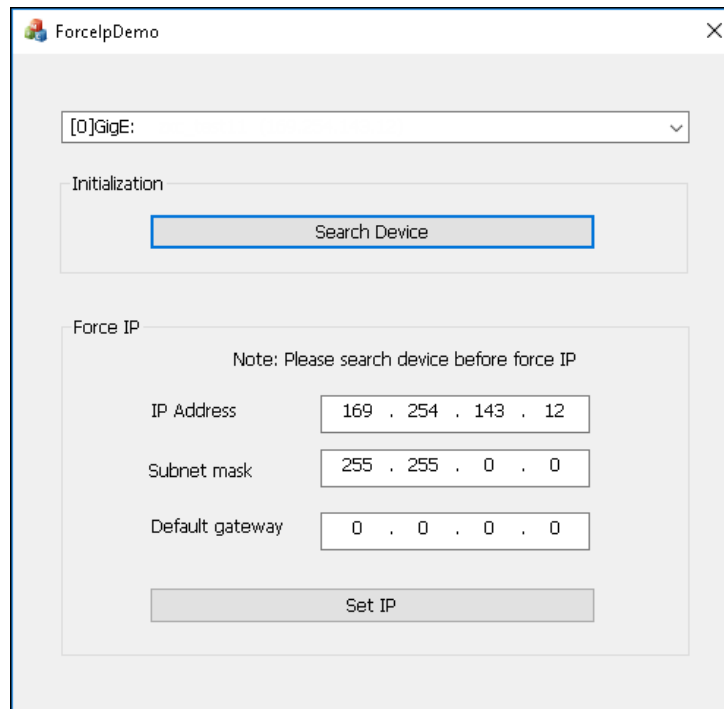 ForceIpDemo
[0]GigE:
Initialization
Search Device
Force IP
Note: Please search device before force IP
IP Address 169 . 254 . 143 . 12
Subnet mask 255 . 255 . 0 . 0
Default gateway 0 . 0 . 0 . 0
Set IP